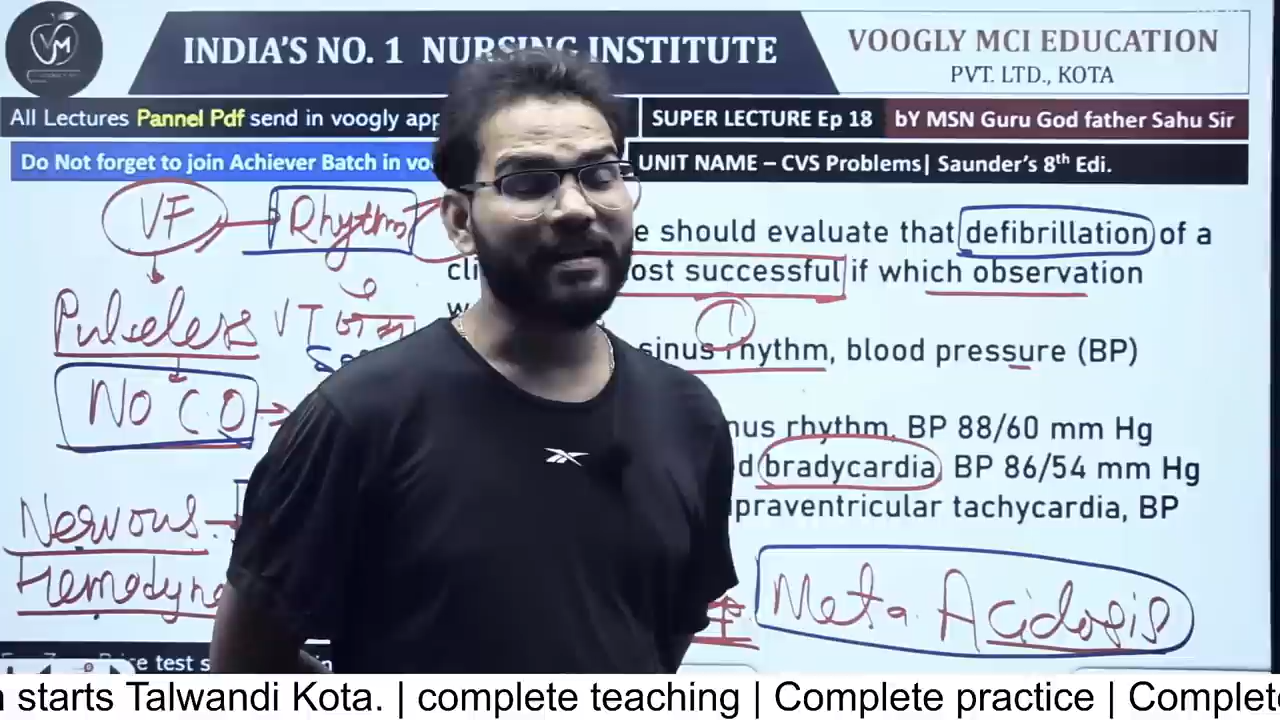 VM
INDIA'S NO. 1 NURSING INSTITUTE
VOOGLY MCI EDUCATION
PVT. LTD., KOTA
All Lectures Pannel Pdf send in voogly app
SUPER LECTURE Ep 18
bY MSN Guru God father Sahu Sir
Do Not forget to join Achiever Batch in
UNIT NAME – CVS Problems| Saunder's 8th Edi.
VF
Rhythm
should evaluate that defibrillation of a
successful if which observation
Pulseless VT
1
sinus rhythm, blood pressure (BP)
NO CO
rhythm, BP 88/60 mm Hg
bradycardia, BP 86/54 mm Hg
tachycardia, BP
Nervous
Meta. Acidosis
test
starts Talwandi Kota. | complete teaching | Complete practice |